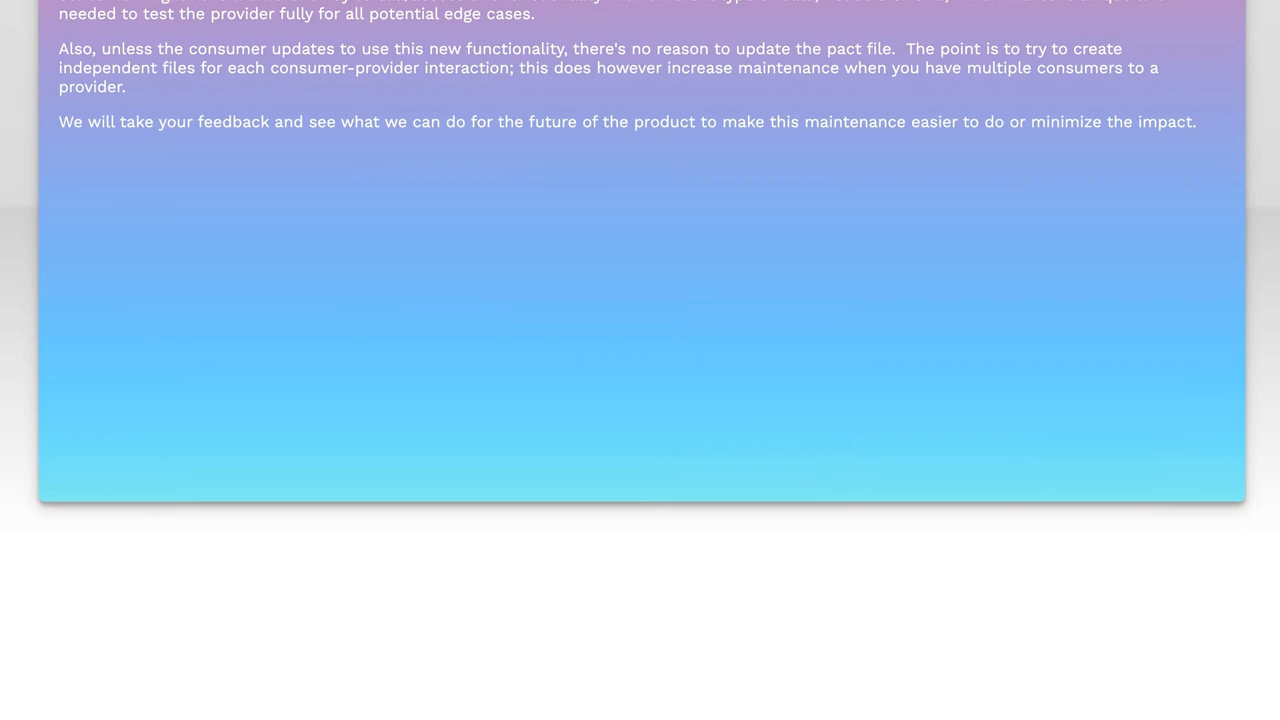 needed to test the provider fully for all potential edge cases.
Also, unless the consumer updates to use this new functionality, there's no reason to update the pact file.  The point is to try to create
independent files for each consumer-provider interaction; this does however increase maintenance when you have multiple consumers to a
provider.
We will take your feedback and see what we can do for the future of the product to make this maintenance easier to do or minimize the impact.